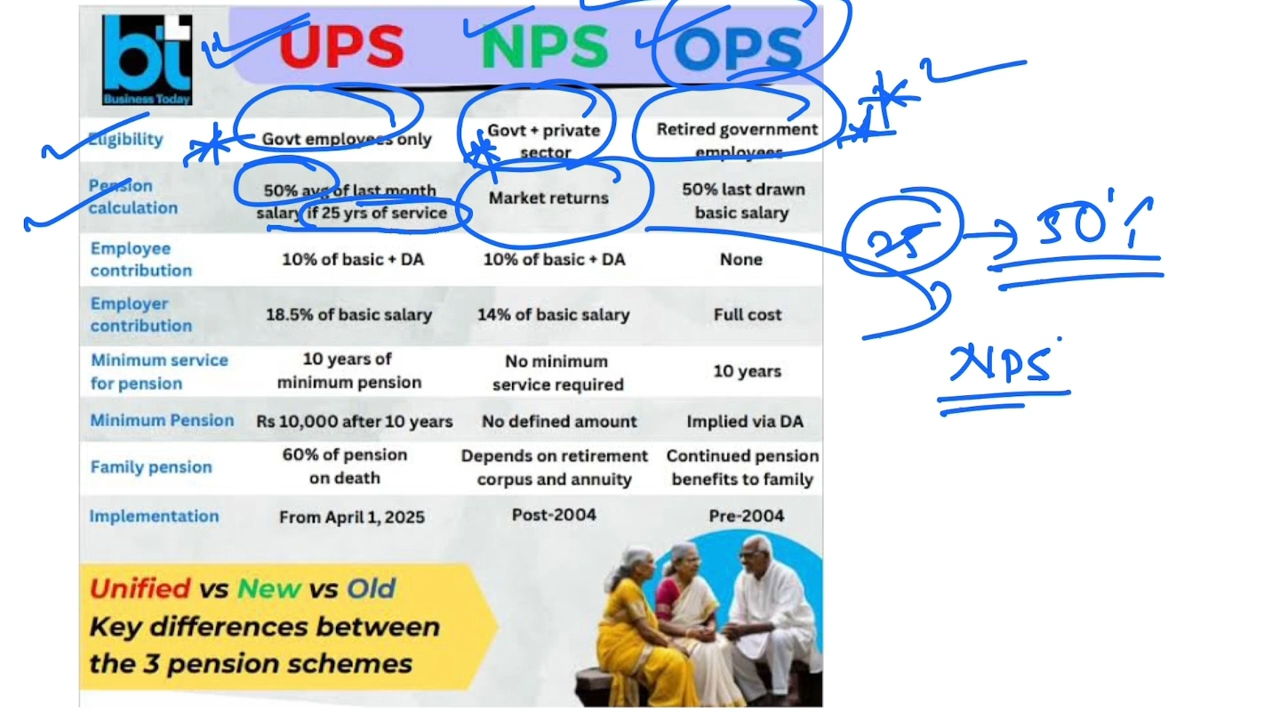 bt
Business Today
UPS NPS OPS
Eligibility
Govt employees only
Govt + private
sector
Retired government
employees
Pension
calculation
50% avg of last month
salary if 25 yrs of service
Market returns
50% last drawn
basic salary
Employee
contribution
10% of basic + DA
10% of basic + DA
None
Employer
contribution
18.5% of basic salary
14% of basic salary
Full cost
Minimum service
for pension
10 years of
minimum pension
No minimum
service required
10 years
Minimum Pension
Rs 10,000 after 10 years
No defined amount
Implied via DA
Family pension
60% of pension
on death
Depends on retirement
corpus and annuity
Continued pension
benefits to family
Implementation
From April 1, 2025
Post-2004
Pre-2004
Unified vs New vs Old
Key differences between
the 3 pension schemes
25 → 50%
NPS